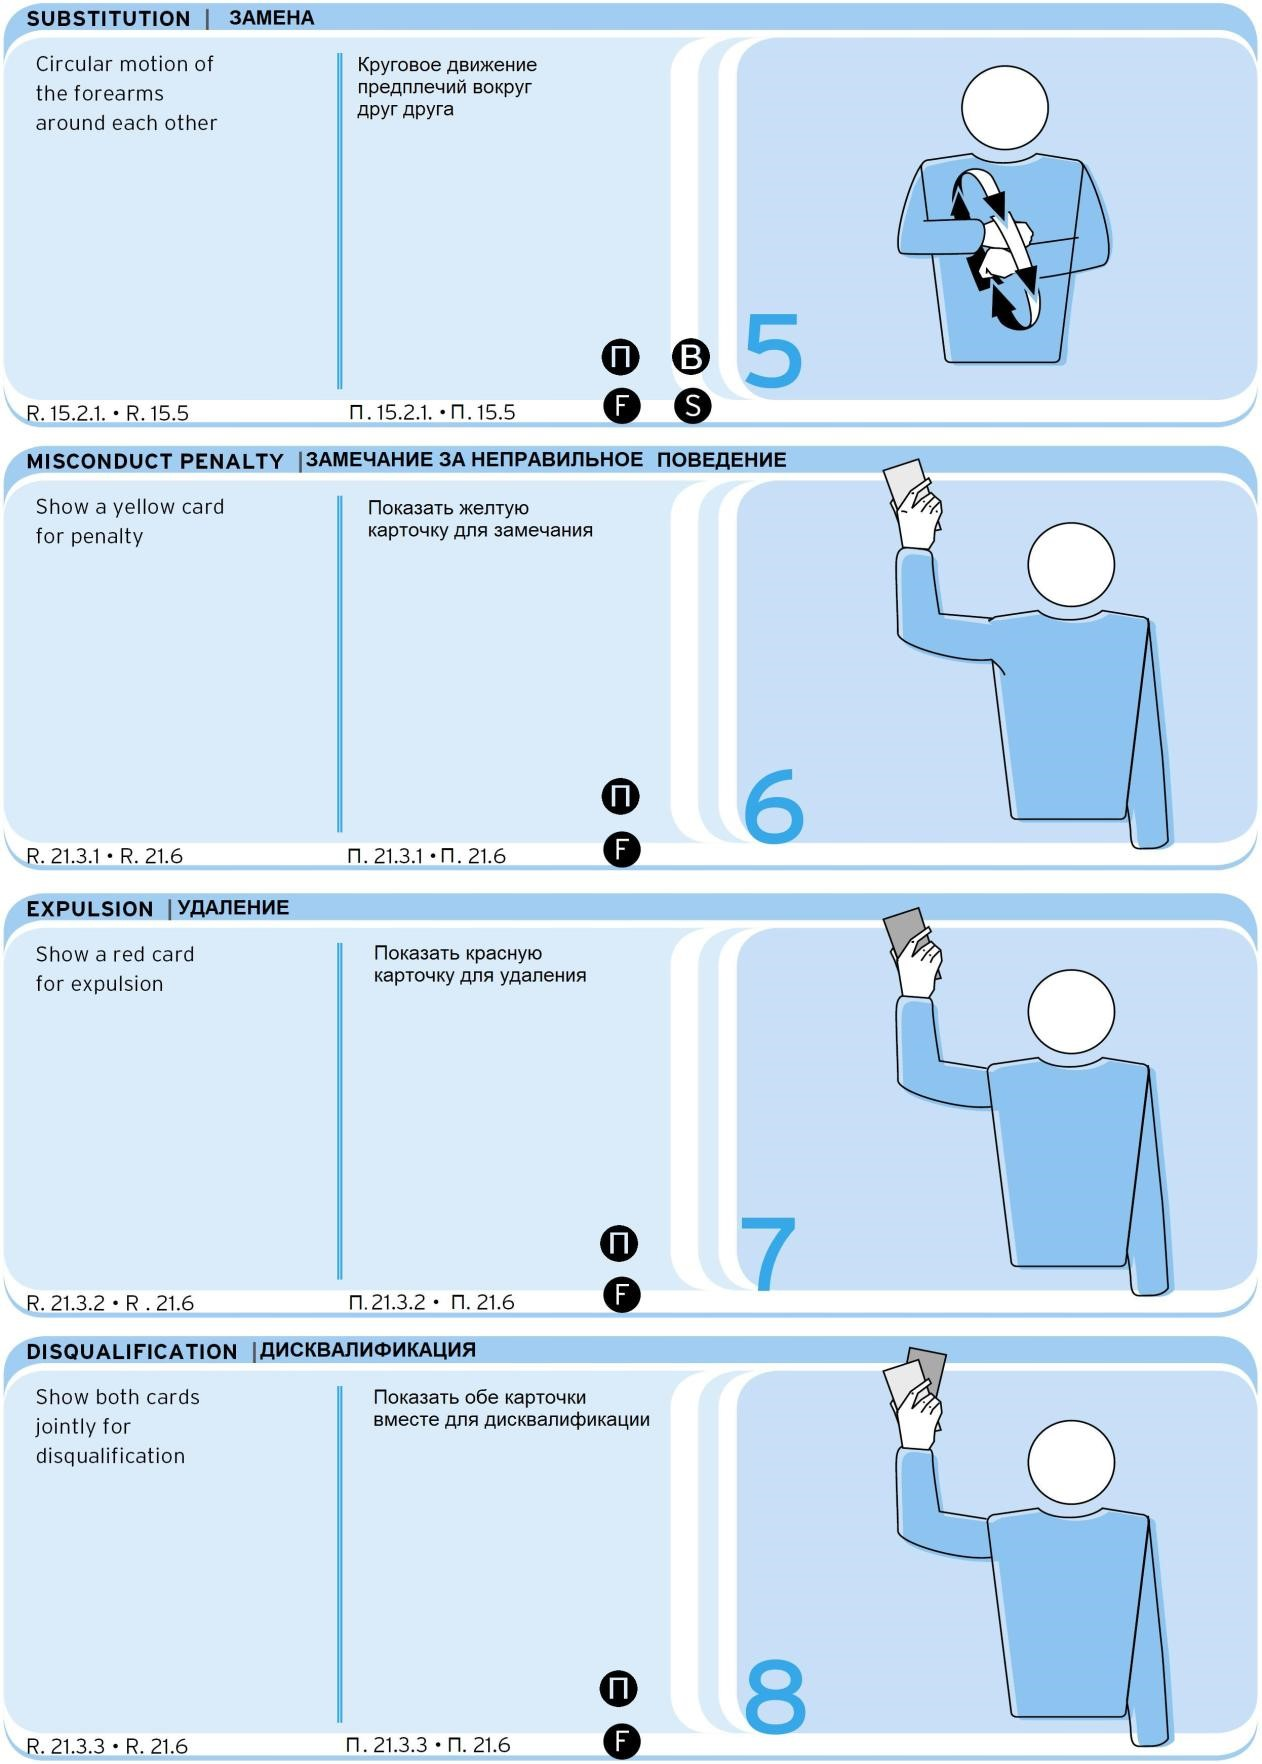 SUBSTITUTION | ЗАМЕНА
Circular motion of
the forearms
around each other
Круговое движение
предплечий вокруг
друг друга
П В
5
F S
R. 15.2.1. • R. 15.5
П. 15.2.1. • П. 15.5
MISCONDUCT PENALTY | ЗАМЕЧАНИЕ ЗА НЕПРАВИЛЬНОЕ ПОВЕДЕНИЕ
Show a yellow card
for penalty
Показать желтую
карточку для замечания
П
6
F
R. 21.3.1 • R. 21.6
П. 21.3.1 • П. 21.6
EXPULSION | УДАЛЕНИЕ
Show a red card
for expulsion
Показать красную
карточку для удаления
П
7
F
R. 21.3.2 • R . 21.6
П. 21.3.2 • П. 21.6
DISQUALIFICATION | ДИСКВАЛИФИКАЦИЯ
Show both cards
jointly for
disqualification
Показать обе карточки
вместе для дисквалификации
П
8
F
R. 21.3.3 • R. 21.6
П. 21.3.3 • П. 21.6